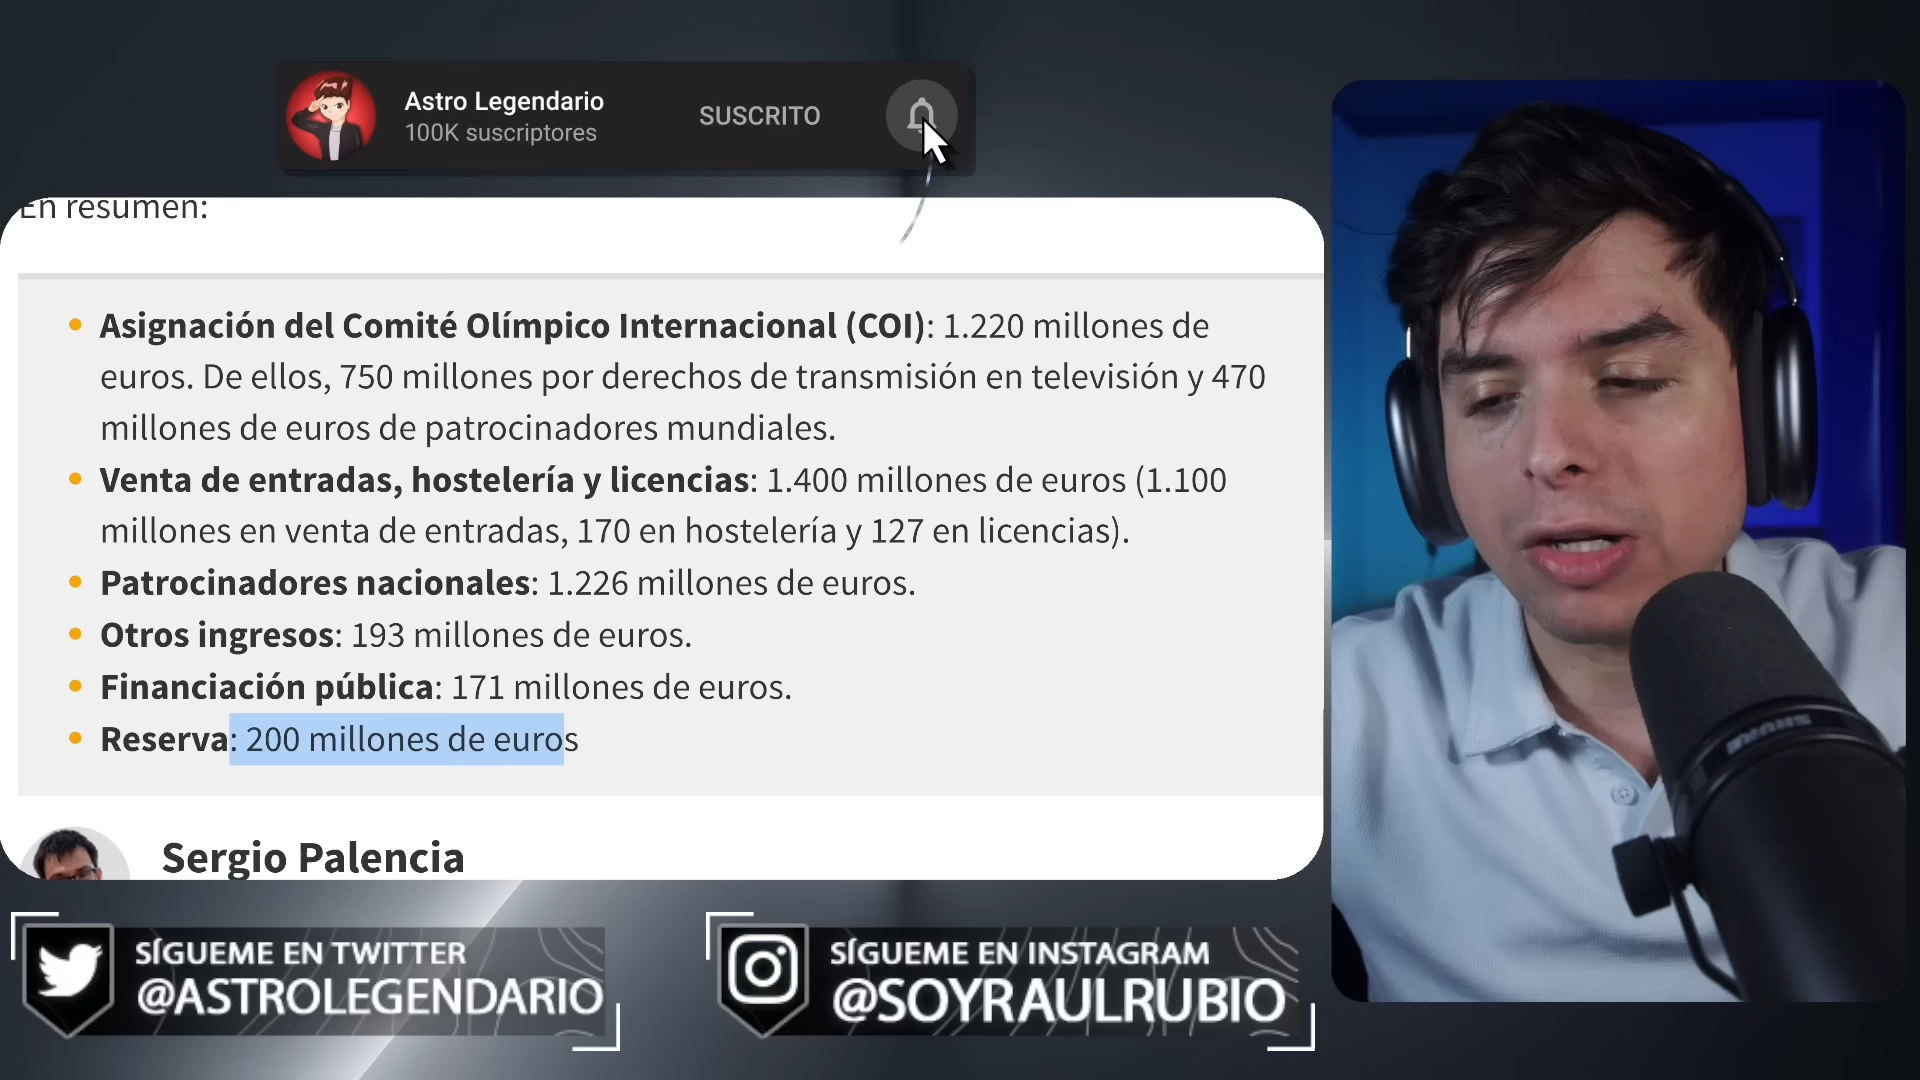 Astro Legendario
100K suscriptores
SUSCRITO
En resumen:
Asignación del Comité Olímpico Internacional (COI): 1.220 millones de
euros. De ellos, 750 millones por derechos de transmisión en televisión y 470
millones de euros de patrocinadores mundiales.
Venta de entradas, hostelería y licencias: 1.400 millones de euros (1.100
millones en venta de entradas, 170 en hostelería y 127 en licencias).
Patrocinadores nacionales: 1.226 millones de euros.
Otros ingresos: 193 millones de euros.
Financiación pública: 171 millones de euros.
Reserva: 200 millones de euros
Sergio Palencia
SÍGUEME EN TWITTER
@ASTROLEGENDARIO
SÍGUEME EN INSTAGRAM
@SOYRAULRUBIO
SHURE